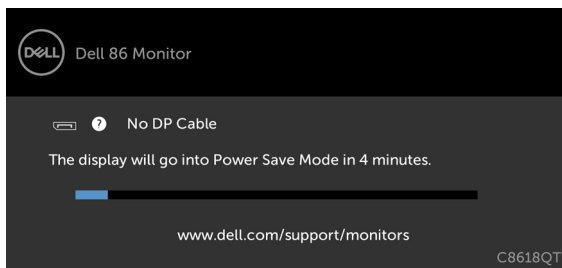 DELL Dell 86 Monitor
? No DP Cable
The display will go into Power Save Mode in 4 minutes.
www.dell.com/support/monitors
C8618QT